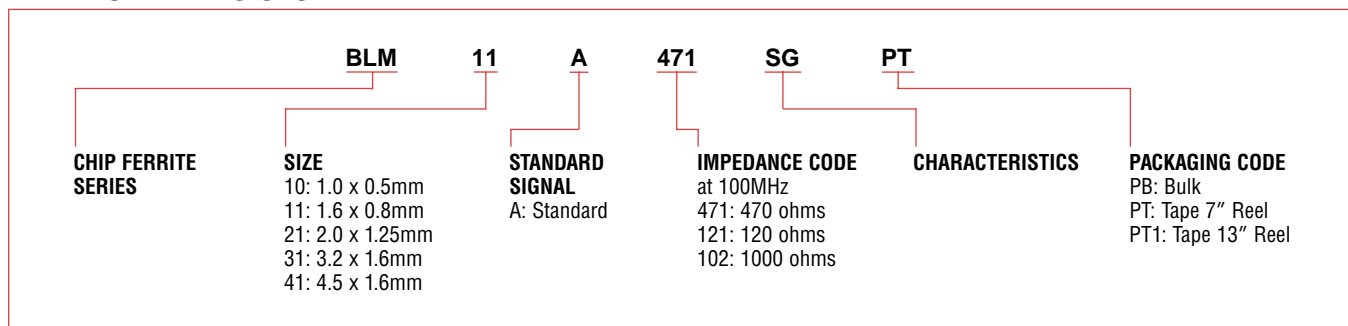 BLM 11 A 471 SG PT
CHIP FERRITE
SERIES
SIZE
10: 1.0 x 0.5mm
11: 1.6 x 0.8mm
21: 2.0 x 1.25mm
31: 3.2 x 1.6mm
41: 4.5 x 1.6mm
STANDARD
SIGNAL
A: Standard
IMPEDANCE CODE
at 100MHz
471: 470 ohms
121: 120 ohms
102: 1000 ohms
CHARACTERISTICS
PACKAGING CODE
PB: Bulk
PT: Tape 7″ Reel
PT1: Tape 13″ Reel